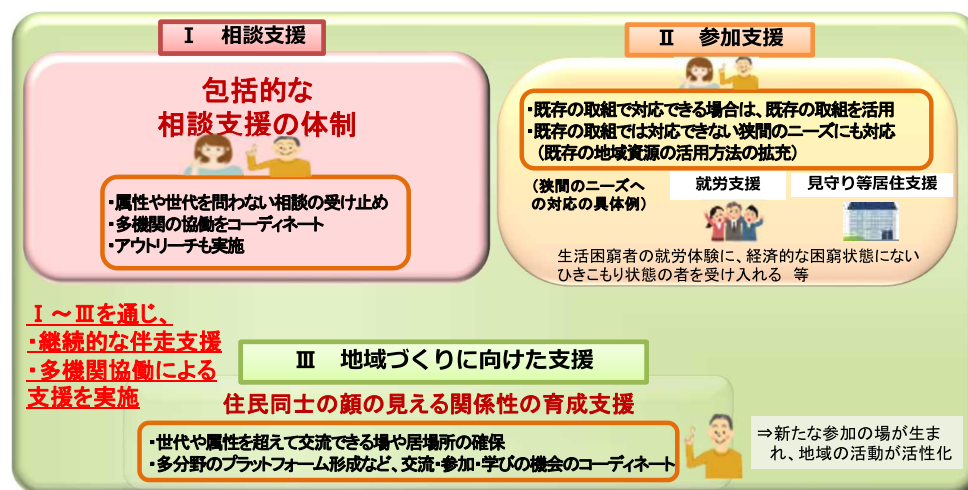 Ⅰ　相談支援
包括的な
相談支援の体制
・属性や世代を問わない相談の受け止め
・多機関の協働をコーディネート
・アウトリーチも実施
Ⅱ　参加支援
・既存の取組で対応できる場合は、既存の取組を活用
・既存の取組では対応できない狭間のニーズにも対応
（既存の地域資源の活用方法の拡充）
（狭間のニーズへ
の対応の具体例）
就労支援
見守り等居住支援
生活困窮者の就労体験に、経済的な困窮状態にない
ひきこもり状態の者を受け入れる　等
Ⅰ～Ⅲを通じ、
・継続的な伴走支援
・多機関協働による
支援を実施
Ⅲ　地域づくりに向けた支援
住民同士の顔の見える関係性の育成支援
・世代や属性を超えて交流できる場や居場所の確保
・多分野のプラットフォーム形成など、交流・参加・学びの機会のコーディネート
⇒新たな参加の場が生ま
れ、地域の活動が活性化